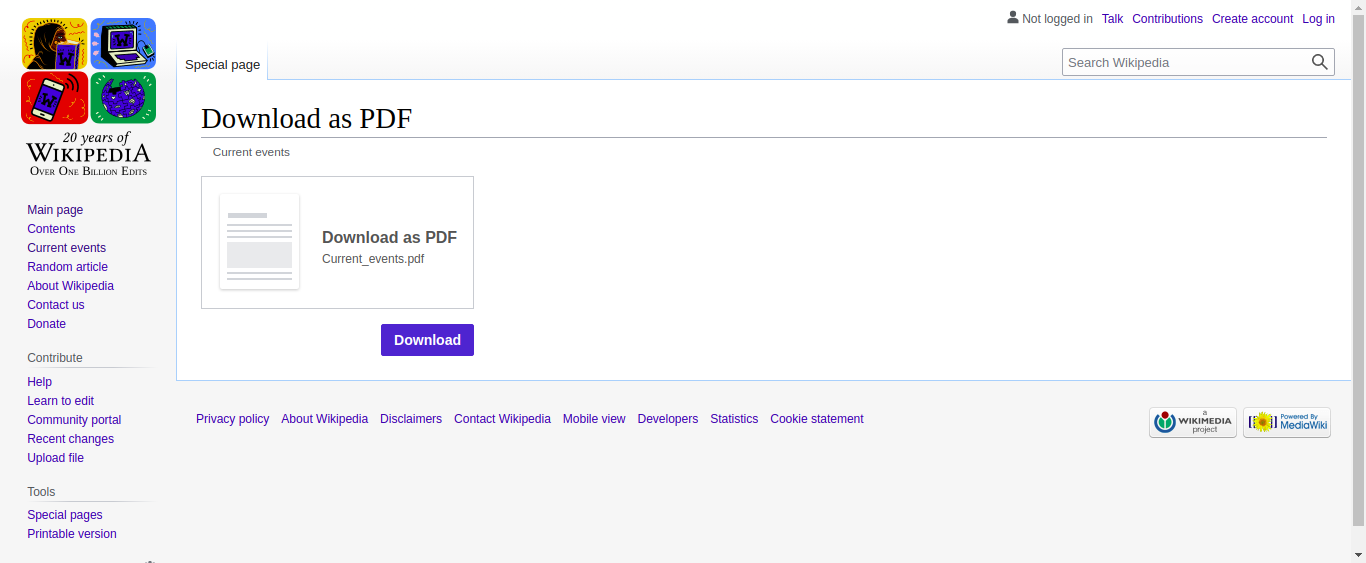 Not logged in Talk Contributions Create account Log in
Special page
Search Wikipedia
W
W
W
20 years of
WIKIPEDIA
OVER ONE BILLION EDITS
Main page
Contents
Current events
Random article
About Wikipedia
Contact us
Donate
Contribute
Help
Learn to edit
Community portal
Recent changes
Upload file
Tools
Special pages
Printable version
Download as PDF
Current events
Download as PDF
Current_events.pdf
Download
Privacy policy About Wikipedia Disclaimers Contact Wikipedia Mobile view Developers Statistics Cookie statement
a
WIKIMEDIA
project
Powered By
MediaWiki